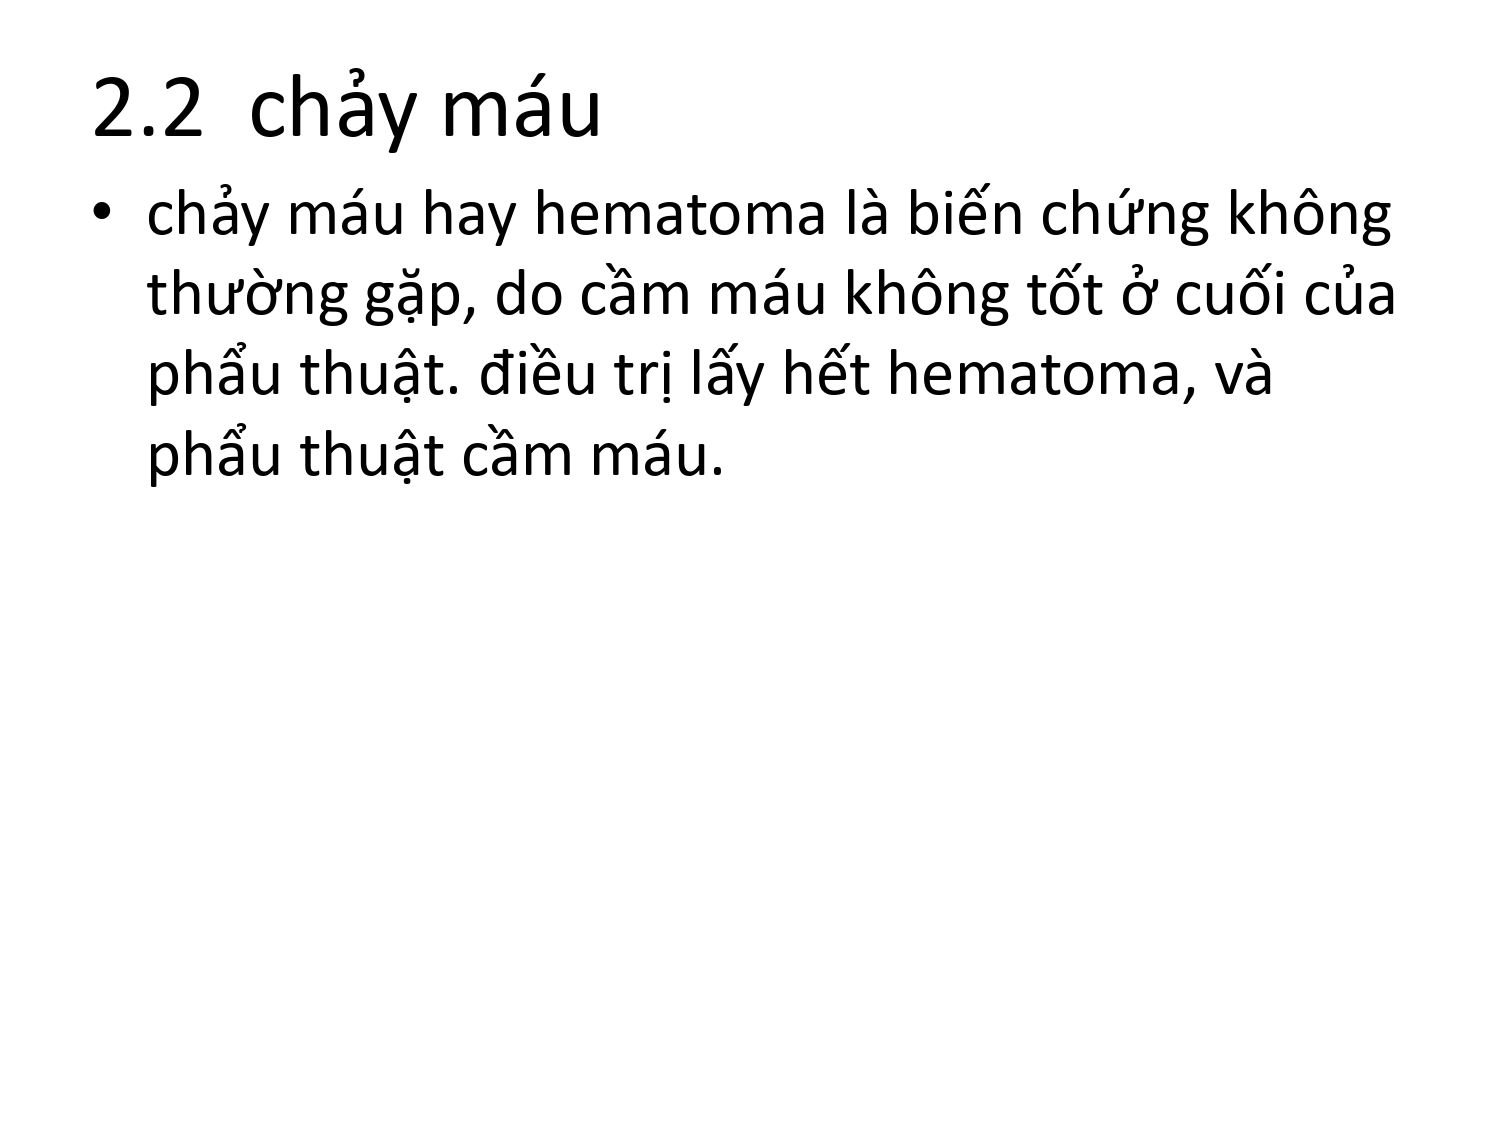 2.2 chảy máu
• chảy máu hay hematoma là biến chứng không
thường gặp, do cầm máu không tốt ở cuối của
phẩu thuật. điều trị lấy hết hematoma, và
phẩu thuật cầm máu.